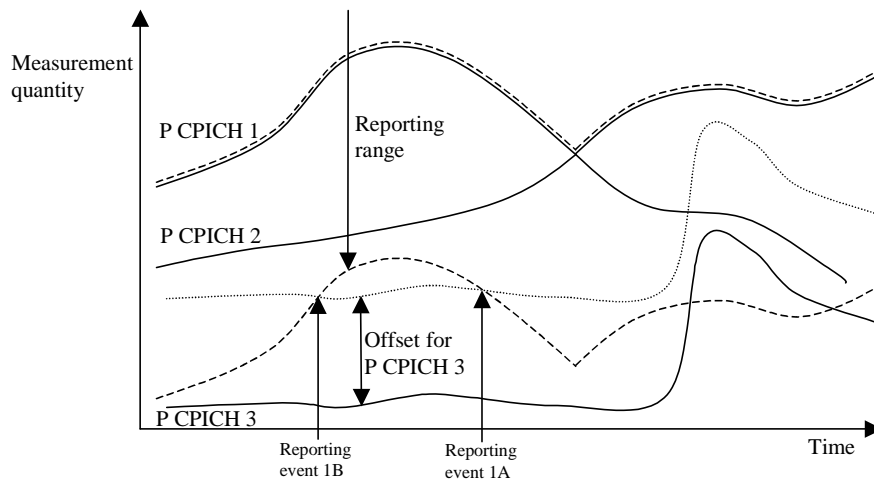 Measurement
quantity
P CPICH 1
Reporting
range
P CPICH 2
Offset for
P CPICH 3
P CPICH 3
Time
Reporting
event 1B
Reporting
event 1A